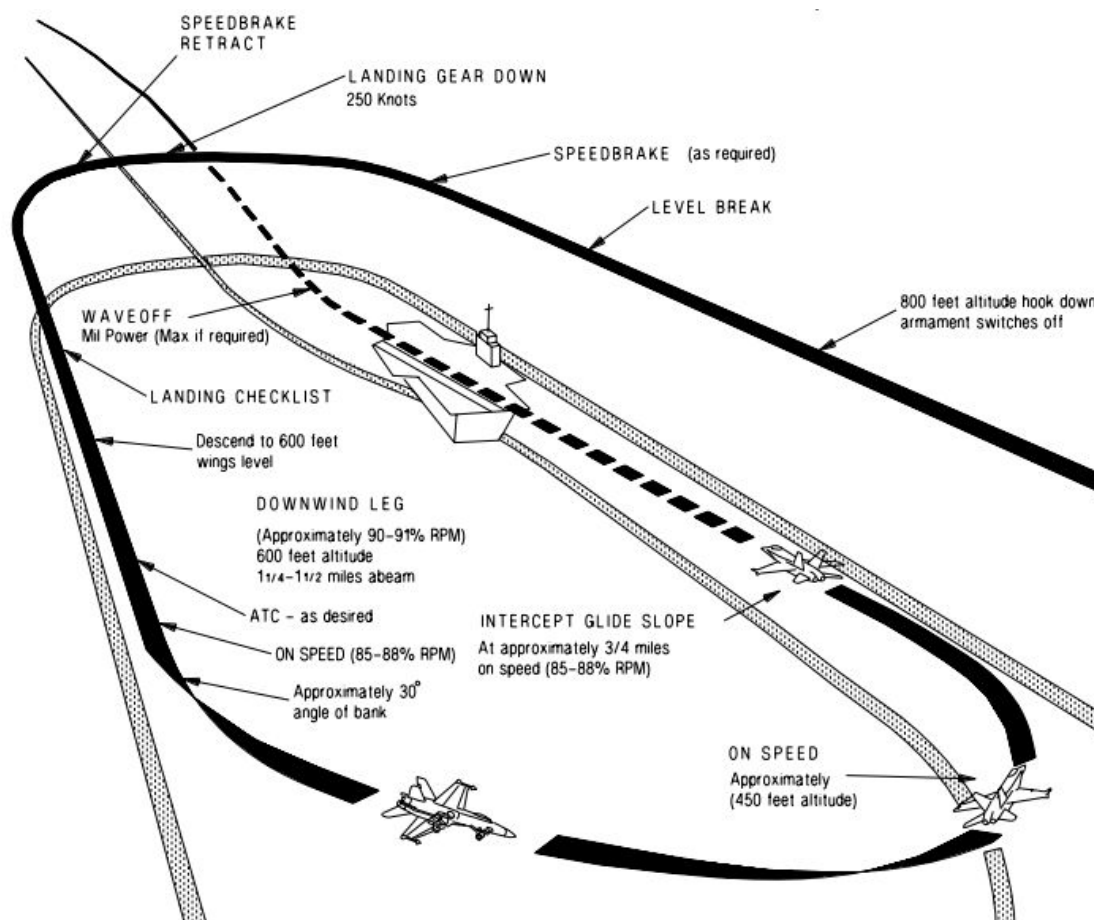 SPEEDBRAKE
RETRACT
LANDING GEAR DOWN
250 Knots
SPEEDBRAKE (as required)
LEVEL BREAK
800 feet altitude hook down
armament switches off
WAVEOFF
Mil Power (Max if required)
LANDING CHECKLIST
Descend to 600 feet
wings level
DOWNWIND LEG
(Approximately 90-91% RPM)
600 feet altitude
1 1/4-1 1/2 miles abeam
ATC - as desired
ON SPEED (85-88% RPM)
Approximately 30°
angle of bank
INTERCEPT GLIDE SLOPE
At approximately 3/4 miles
on speed (85-88% RPM)
ON SPEED
Approximately
(450 feet altitude)